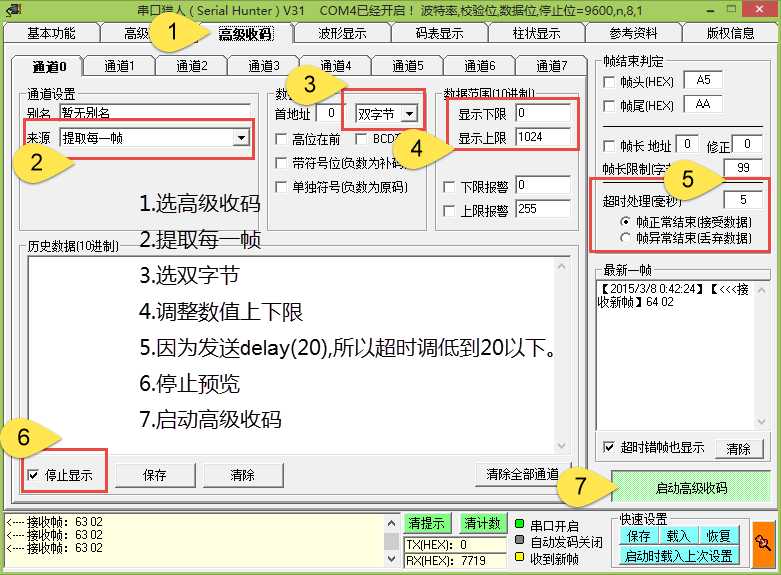 串口猎人 ( Serial Hunter ) V31 COM4已经开启！ 波特率,校验位,数据位,停止位=9600,n,8,1
基本功能 高级 高级收码 波形显示 码表显示 柱状显示 参考资料 版权信息
1
通道0 通道1 通道2 通道3 通道4 通道5 通道6 通道7
通道设置
别名 暂无别名
来源 提取每一帧
2
3
首地址 0 双字节
高位在前 BCD
带符号位(负数为补码)
单独符号(负数为原码)
数据范围(10进制)
显示下限 0
显示上限 1024
4
下限报警 0
上限报警 255
帧结束判定
帧头(HEX) A5
帧尾(HEX) AA
帧长 地址 0 修正 0
帧长限制(字 99
5
超时处理(毫秒) 5
帧正常结束(接受数据)
帧异常结束(丢弃数据)
历史数据(10进制)
1.选高级收码
2.提取每一帧
3.选双字节
4.调整数值上下限
5.因为发送delay(20),所以超时调低到20以下。
6.停止预览
7.启动高级收码
6
停止显示 保存 清除 清除全部通道
最新一帧
【2015/3/8 0:42:24】【<<<接
收新帧】64 02
超时错帧也显示 清除
7
启动高级收码
<--- 接收帧：63 02
<--- 接收帧：63 02
<--- 接收帧：63 02
清提示 清计数
TX(HEX)：0
RX(HEX)：7719
串口开启
自动发码关闭
收到新帧
快速设置
保存 载入 恢复
启动时载入上次设置